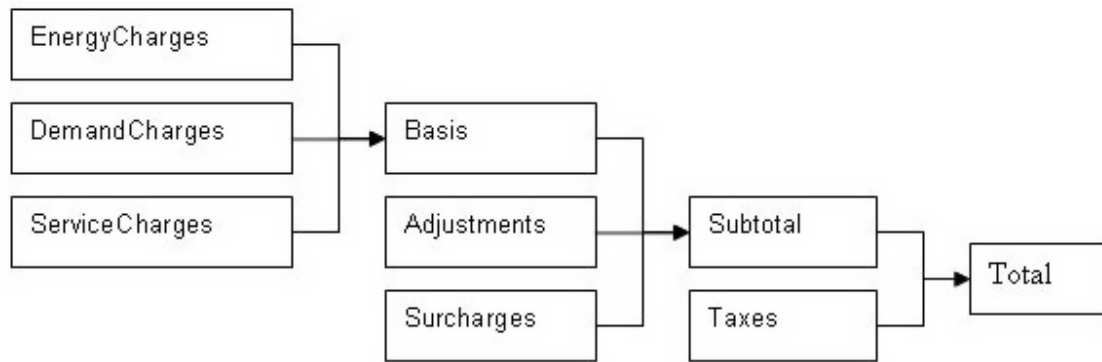 EnergyCharges
DemandCharges
ServiceCharges
Basis
Adjustments
Surcharges
Subtotal
Taxes
Total